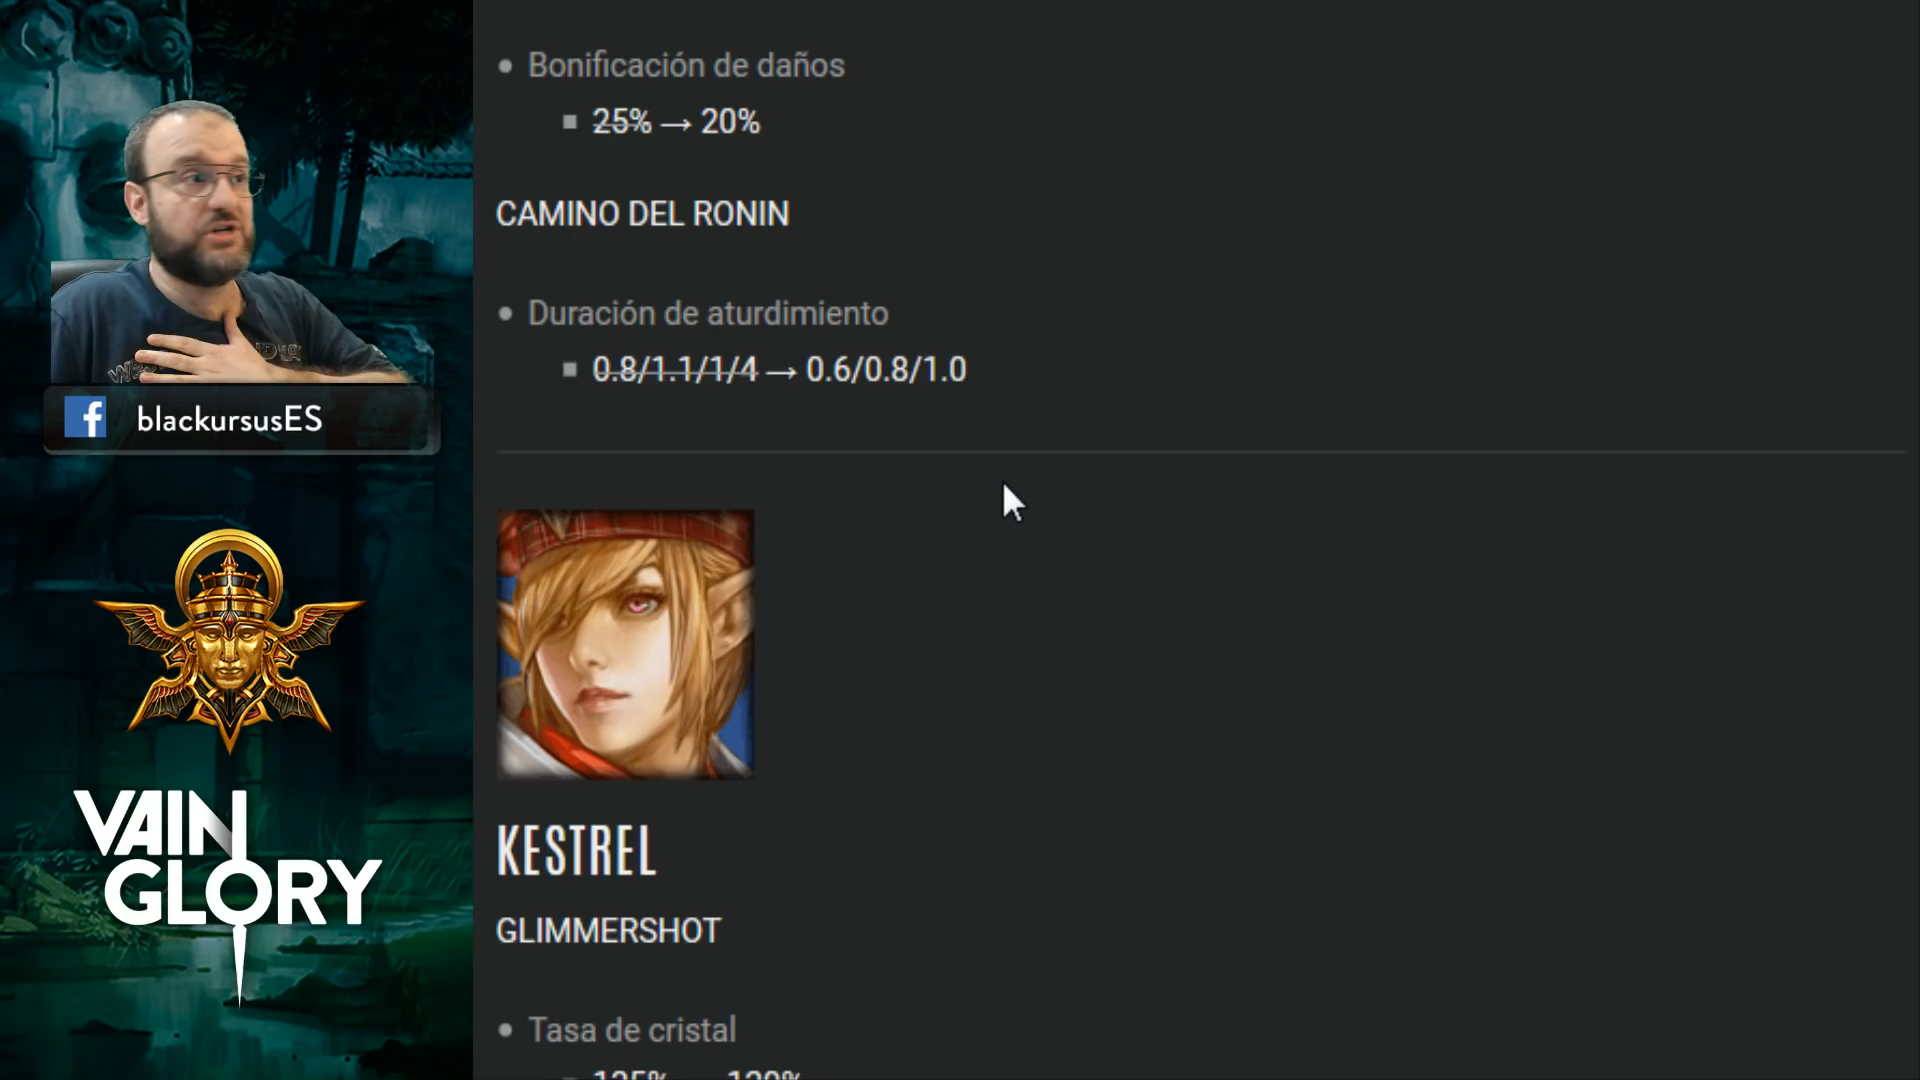 Bonificación de daños
25% → 20%
CAMINO DEL RONIN
Duración de aturdimiento
0.8/1.1/1/4 → 0.6/0.8/1.0
blackursusES
VAIN
GLORY
KESTREL
GLIMMERSHOT
Tasa de cristal